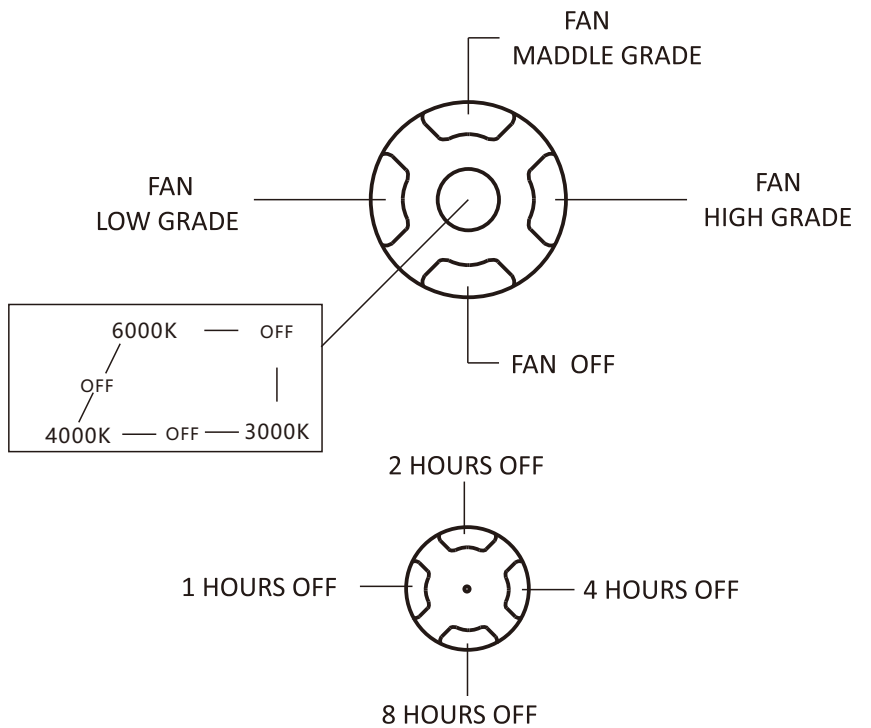 FAN
MADDLE GRADE
FAN
LOW GRADE
FAN
HIGH GRADE
6000K
OFF
OFF
4000K
OFF
3000K
FAN OFF
2 HOURS OFF
1 HOURS OFF
4 HOURS OFF
8 HOURS OFF